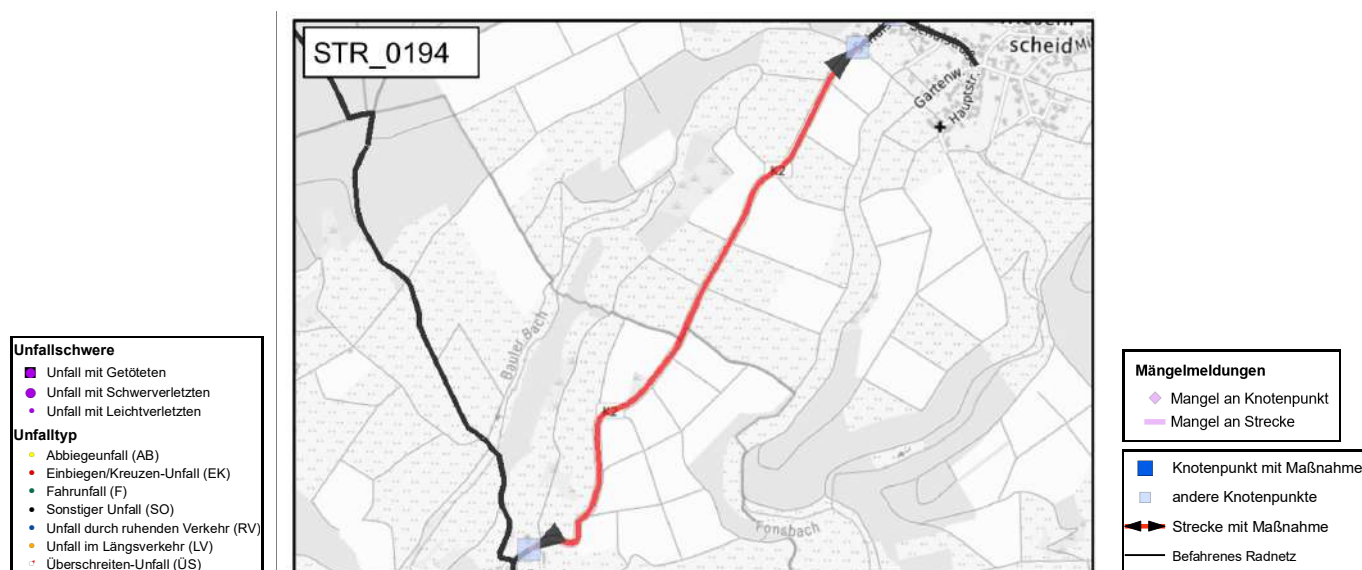 STR_0194
scheid
Gartenw.
Hauptstr.
K2
Bauler Bach
K2
Fonsbach
Unfallschwere
Unfall mit Getöteten
Unfall mit Schwerverletzten
Unfall mit Leichtverletzten
Unfalltyp
Abbiegeunfall (AB)
Einbiegen/Kreuzen-Unfall (EK)
Fahrunfall (F)
Sonstiger Unfall (SO)
Unfall durch ruhenden Verkehr (RV)
Unfall im Längsverkehr (LV)
Überschreiten-Unfall (ÜS)
Mängelmeldungen
Mangel an Knotenpunkt
Mangel an Strecke
Knotenpunkt mit Maßnahme
andere Knotenpunkte
Strecke mit Maßnahme
Befahrenes Radnetz